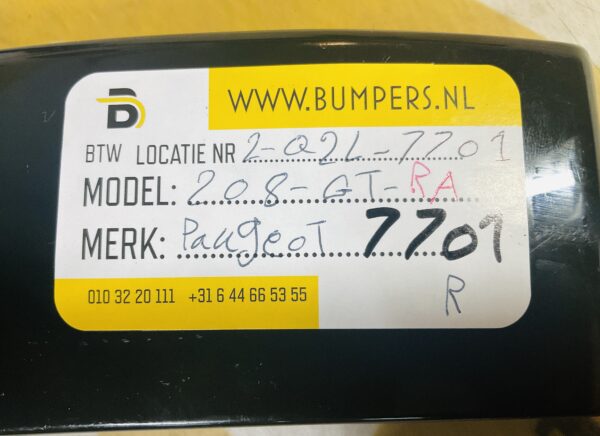 WWW.BUMPERS.NL
BTW LOCATIE NR 2-Q2L-7701
MODEL: 208-GT-RA
MERK: Paugeot 7701
R
010 32 20 111 +31 6 44 66 53 55